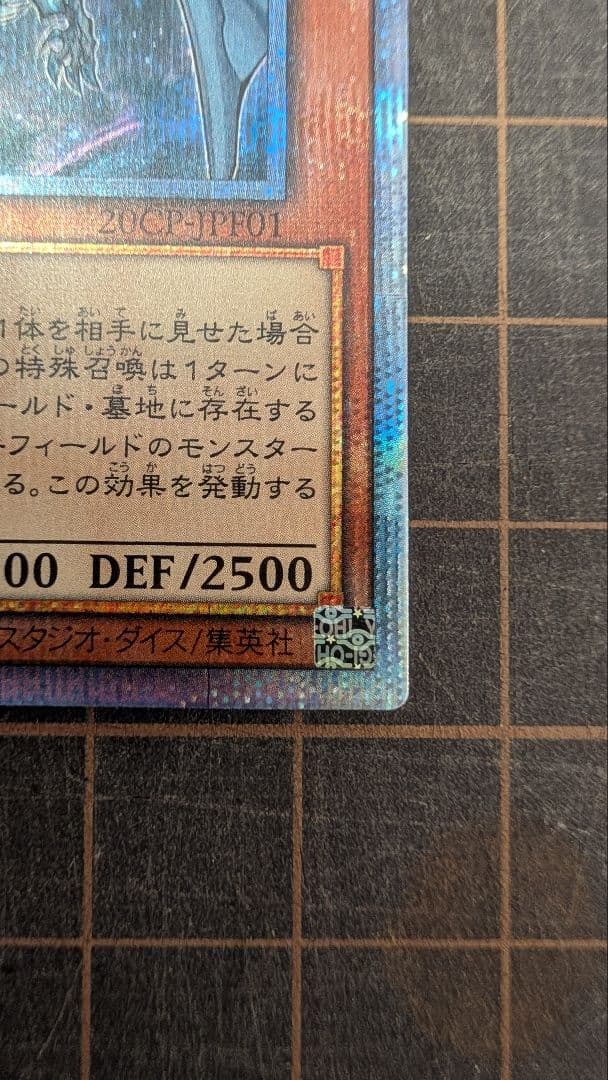 20CP-JPF01
1体を相手に見せた場合
の特殊召喚は1ターンに
ールド・墓地に存在する
フィールドのモンスター
る。この効果を発動する
00 DEF/2500
スタジオ・ダイス/集英社